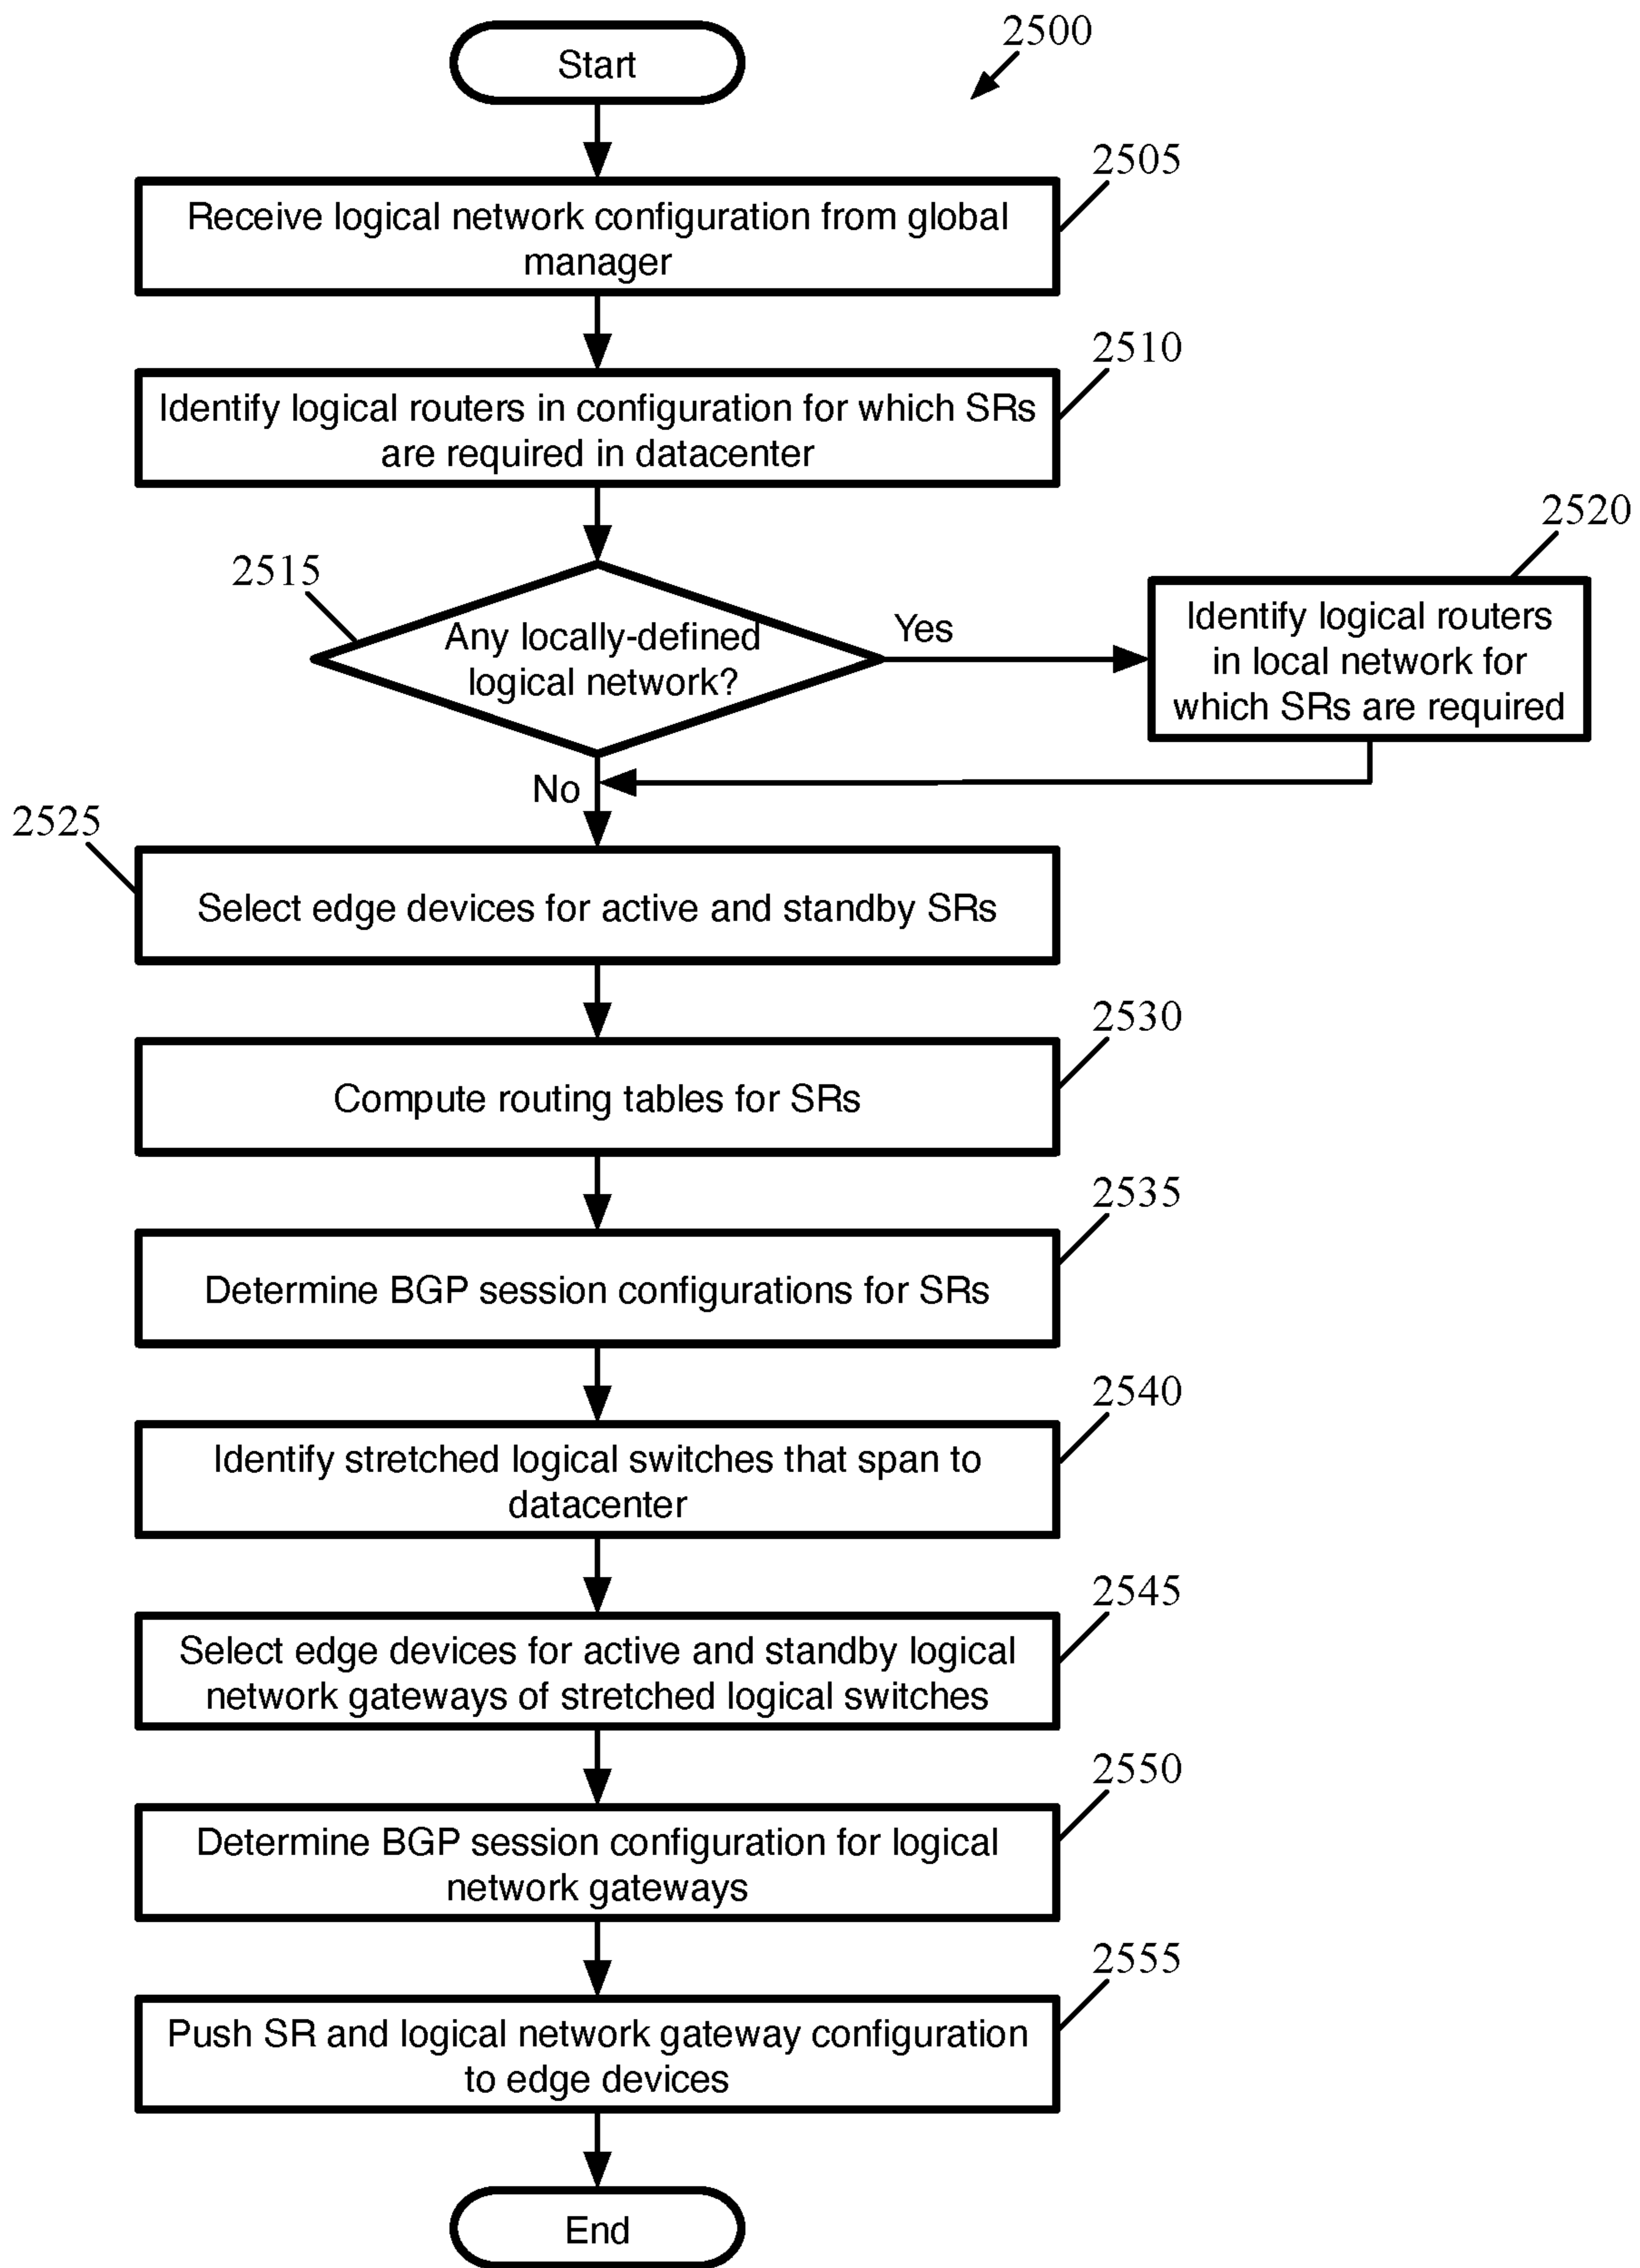 2500
Start
2505
Receive logical network configuration from global
manager
2510
Identify logical routers in configuration for which SRs
are required in datacenter
2515
Any locally-defined
logical network?
Yes
2520
Identify logical routers
in local network for
which SRs are required
No
2525
Select edge devices for active and standby SRs
2530
Compute routing tables for SRs
2535
Determine BGP session configurations for SRs
2540
Identify stretched logical switches that span to
datacenter
2545
Select edge devices for active and standby logical
network gateways of stretched logical switches
2550
Determine BGP session configuration for logical
network gateways
2555
Push SR and logical network gateway configuration
to edge devices
End